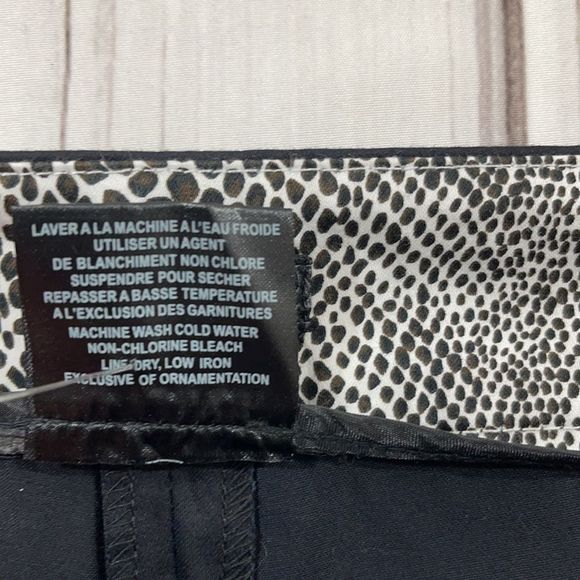 LAVER A LA MACHINE A L'EAU FROIDE
UTILISER UN AGENT
DE BLANCHIMENT NON CHLORE
SUSPENDRE POUR SECHER
REPASSER A BASSE TEMPERATURE
A L'EXCLUSION DES GARNITURES
MACHINE WASH COLD WATER
NON-CHLORINE BLEACH
LINE DRY, LOW IRON
EXCLUSIVE OF ORNAMENTATION